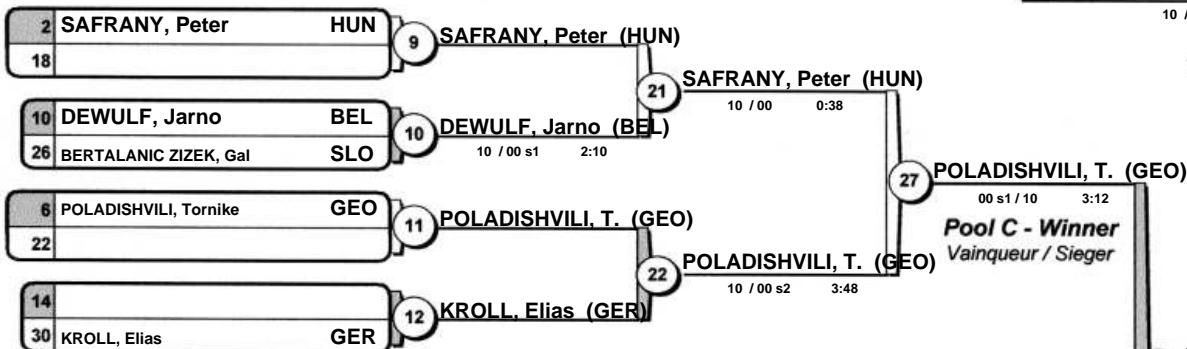 10 /
2 SAFRANY, Peter HUN
18
9 SAFRANY, Peter (HUN)
21 SAFRANY, Peter (HUN)
10 / 00 0:38
10 DEWULF, Jarno BEL
26 BERTALANIC ZIZEK, Gal SLO
10 DEWULF, Jarno (BEL)
10 / 00 s1 2:10
27 POLADISHVILI, T. (GEO)
00 s1 / 10 3:12
Pool C - Winner
Vainqueur / Sieger
6 POLADISHVILI, Tornike GEO
22
11 POLADISHVILI, T. (GEO)
22 POLADISHVILI, T. (GEO)
10 / 00 s2 3:48
14
30 KROLL, Elias GER
12 KROLL, Elias (GER)